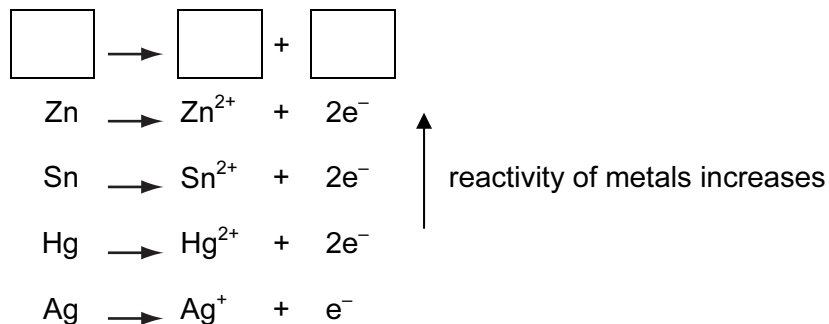 → +
Zn → Zn²⁺ + 2e⁻
Sn → Sn²⁺ + 2e⁻ reactivity of metals increases
Hg → Hg²⁺ + 2e⁻
Ag → Ag⁺ + e⁻